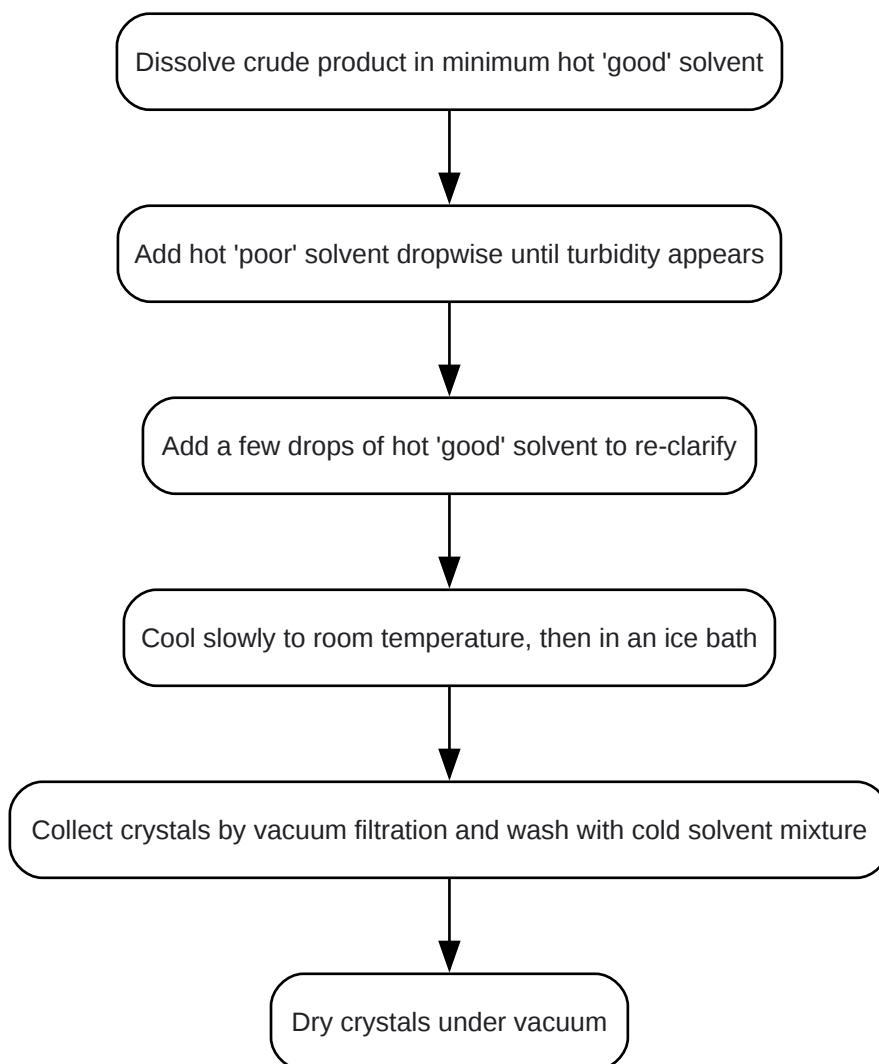 Dissolve crude product in minimum hot 'good' solvent
Add hot 'poor' solvent dropwise until turbidity appears
Add a few drops of hot 'good' solvent to re-clarify
Cool slowly to room temperature, then in an ice bath
Collect crystals by vacuum filtration and wash with cold solvent mixture
Dry crystals under vacuum